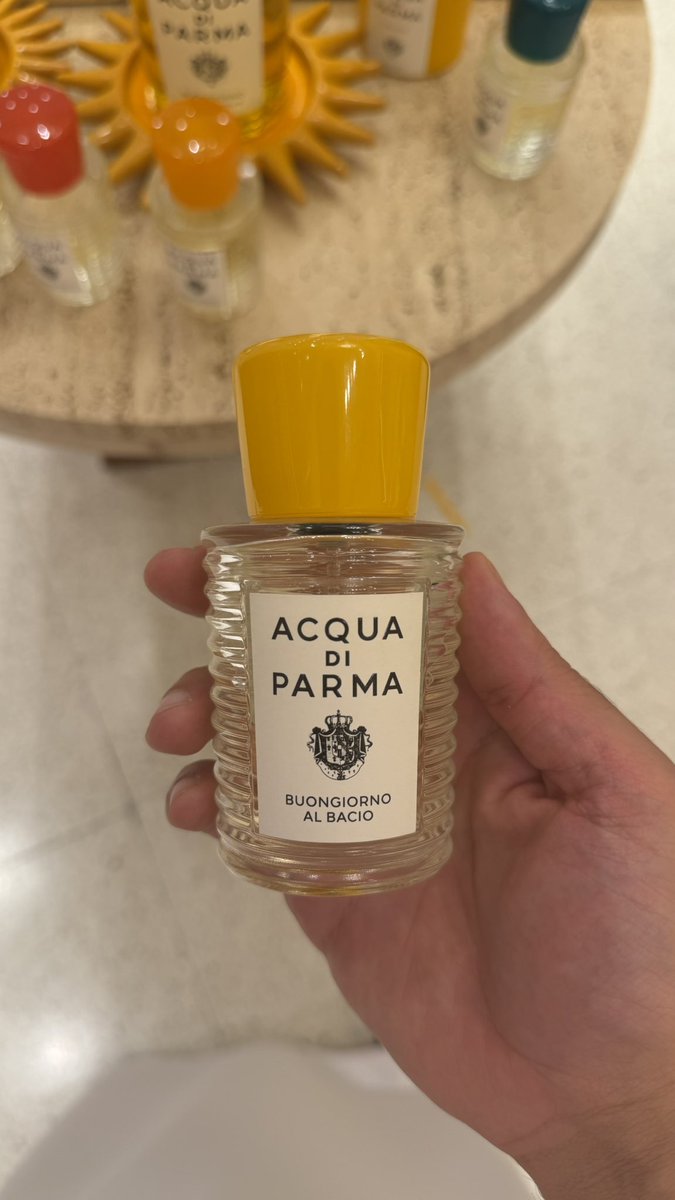 ACQUA
DI
PARMA
ACQUA
DI
PARMA
BUONGIORNO
AL BACIO